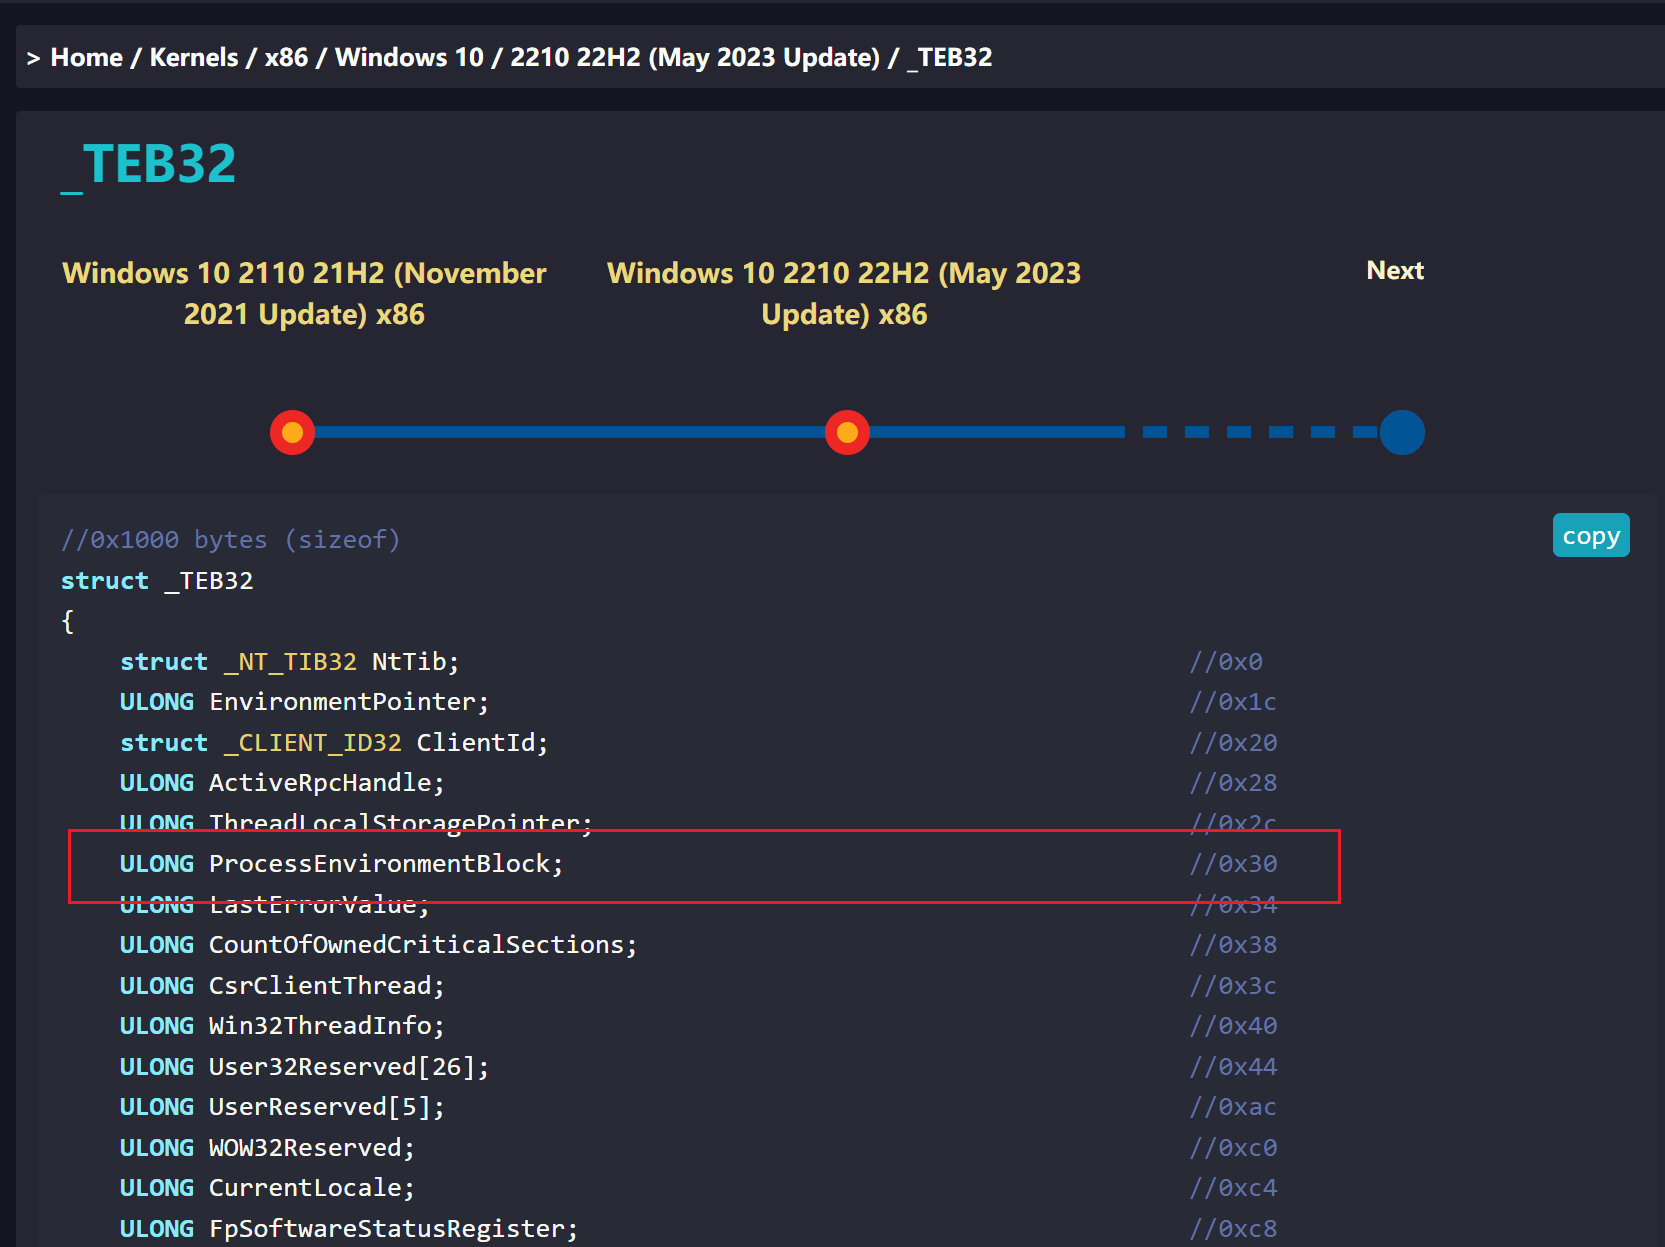 > Home / Kernels / x86 / Windows 10 / 2210 22H2 (May 2023 Update) / _TEB32
_TEB32
Windows 10 2110 21H2 (November
2021 Update) x86
Windows 10 2210 22H2 (May 2023
Update) x86
Next
copy
//0x1000 bytes (sizeof)
struct _TEB32
{
    struct _NT_TIB32 NtTib; //0x0
    ULONG EnvironmentPointer; //0x1c
    struct _CLIENT_ID32 ClientId; //0x20
    ULONG ActiveRpcHandle; //0x28
    ULONG ThreadLocalStoragePointer; //0x2c
    ULONG ProcessEnvironmentBlock; //0x30
    ULONG LastErrorValue; //0x34
    ULONG CountOfOwnedCriticalSections; //0x38
    ULONG CsrClientThread; //0x3c
    ULONG Win32ThreadInfo; //0x40
    ULONG User32Reserved[26]; //0x44
    ULONG UserReserved[5]; //0xac
    ULONG WOW32Reserved; //0xc0
    ULONG CurrentLocale; //0xc4
    ULONG FpSoftwareStatusRegister; //0xc8